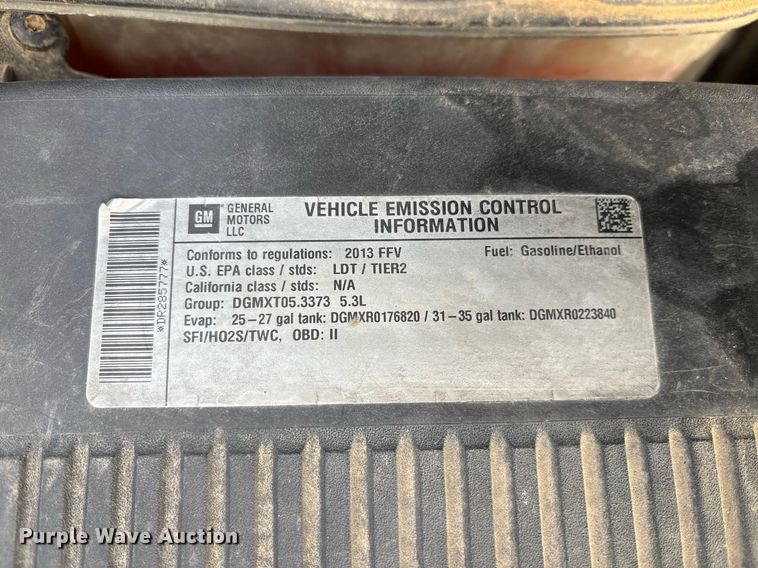 GM
GENERAL
MOTORS
LLC
VEHICLE EMISSION CONTROL
INFORMATION
Conforms to regulations: 2013 FFV Fuel: Gasoline/Ethanol
U.S. EPA class / stds: LDT / TIER2
California class / stds: N/A
Group: DGMXT05.3373 5.3L
Evap: 25-27 gal tank: DGMXR0176820 / 31-35 gal tank: DGMXR0223840
SFI/HO2S/TWC, OBD: II
*DR285777*
Purple Wave Auction